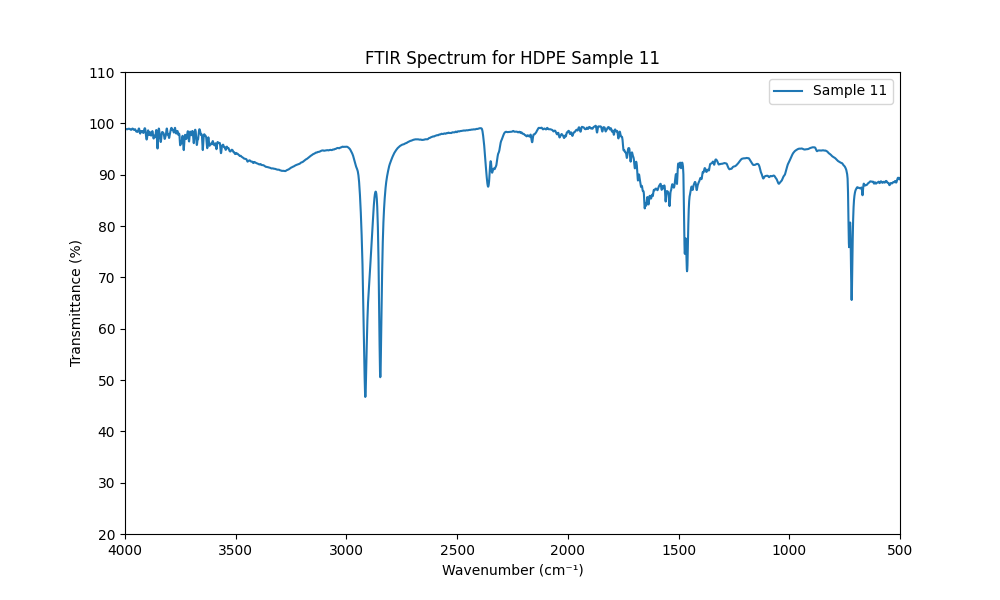 FTIR Spectrum for HDPE Sample 11
Sample 11
110
100
90
80
70
60
50
40
30
20
Transmittance (%)
4000 3500 3000 2500 2000 1500 1000 500
Wavenumber (cm⁻¹)